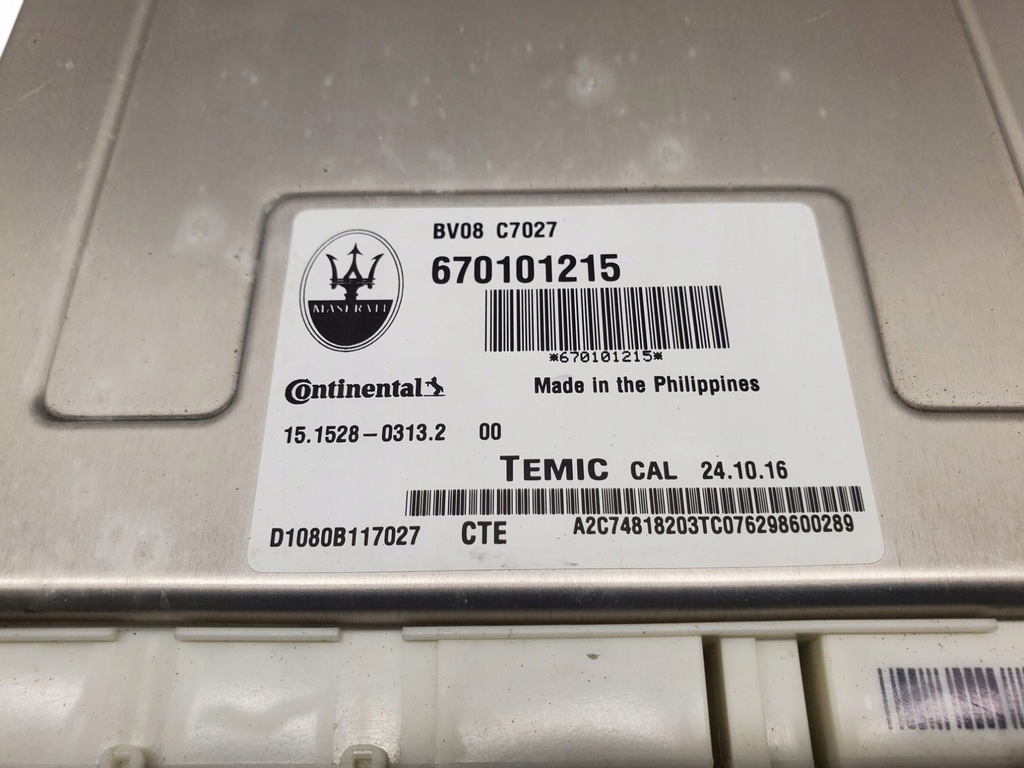 BV08 C7027
670101215
MASERATI
*670101215*
Continental
Made in the Philippines
15.1528-0313.2 00
TEMIC CAL 24.10.16
D1080B117027 CTE A2C74818203TC076298600289